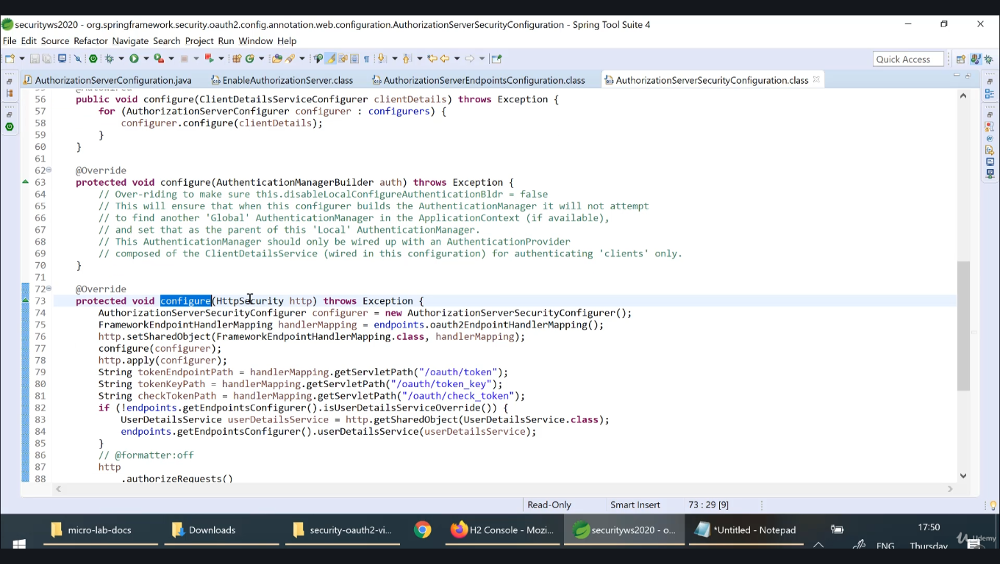 securityws2020 - org.springframework.security.oauth2.config.annotation.web.configuration.AuthorizationServerSecurityConfiguration - Spring Tool Suite 4
File Edit Source Refactor Navigate Search Project Run Window Help
Quick Access
AuthorizationServerConfiguration.java EnableAuthorizationServer.class AuthorizationServerEndpointsConfiguration.class AuthorizationServerSecurityConfiguration.class
55 @Autowired
56 public void configure(ClientDetailsServiceConfigurer clientDetails) throws Exception {
57 for (AuthorizationServerConfigurer configurer : configurers) {
58 configurer.configure(clientDetails);
59 }
60 }
61
62 @Override
63 protected void configure(AuthenticationManagerBuilder auth) throws Exception {
64 // Over-riding to make sure this.disableLocalConfigureAuthenticationBldr = false
65 // This will ensure that when this configurer builds the AuthenticationManager it will not attempt
66 // to find another 'Global' AuthenticationManager in the ApplicationContext (if available),
67 // and set that as the parent of this 'Local' AuthenticationManager.
68 // This AuthenticationManager should only be wired up with an AuthenticationProvider
69 // composed of the ClientDetailsService (wired in this configuration) for authenticating 'clients' only.
70 }
71
72 @Override
73 protected void configure(HttpSecurity http) throws Exception {
74 AuthorizationServerSecurityConfigurer configurer = new AuthorizationServerSecurityConfigurer();
75 FrameworkEndpointHandlerMapping handlerMapping = endpoints.oauth2EndpointHandlerMapping();
76 http.setSharedObject(FrameworkEndpointHandlerMapping.class, handlerMapping);
77 configure(configurer);
78 http.apply(configurer);
79 String tokenEndpointPath = handlerMapping.getServletPath("/oauth/token");
80 String tokenKeyPath = handlerMapping.getServletPath("/oauth/token_key");
81 String checkTokenPath = handlerMapping.getServletPath("/oauth/check_token");
82 if (!endpoints.getEndpointsConfigurer().isUserDetailsServiceOverride()) {
83 UserDetailsService userDetailsService = http.getSharedObject(UserDetailsService.class);
84 endpoints.getEndpointsConfigurer().userDetailsService(userDetailsService);
85 }
86 // @formatter:off
87 http
88 .authorizeRequests()
Read-Only Smart Insert 73 : 29 [9]
micro-lab-docs Downloads security-oauth2-vi... H2 Console - Mozi... securityws2020 - o... *Untitled - Notepad 17:50
ENG Thursday
Udemy